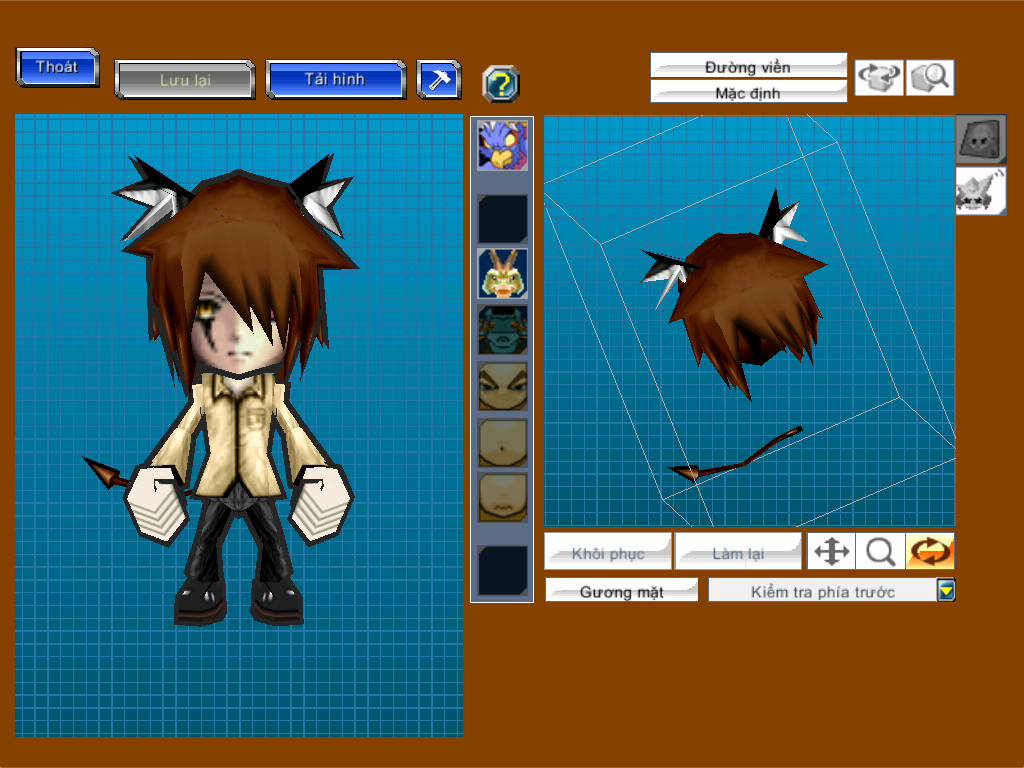 Thoát
Lưu lại
Tải hình
?
Đường viền
Mặc định
Khôi phục
Làm lại
Gương mặt
Kiểm tra phía trước